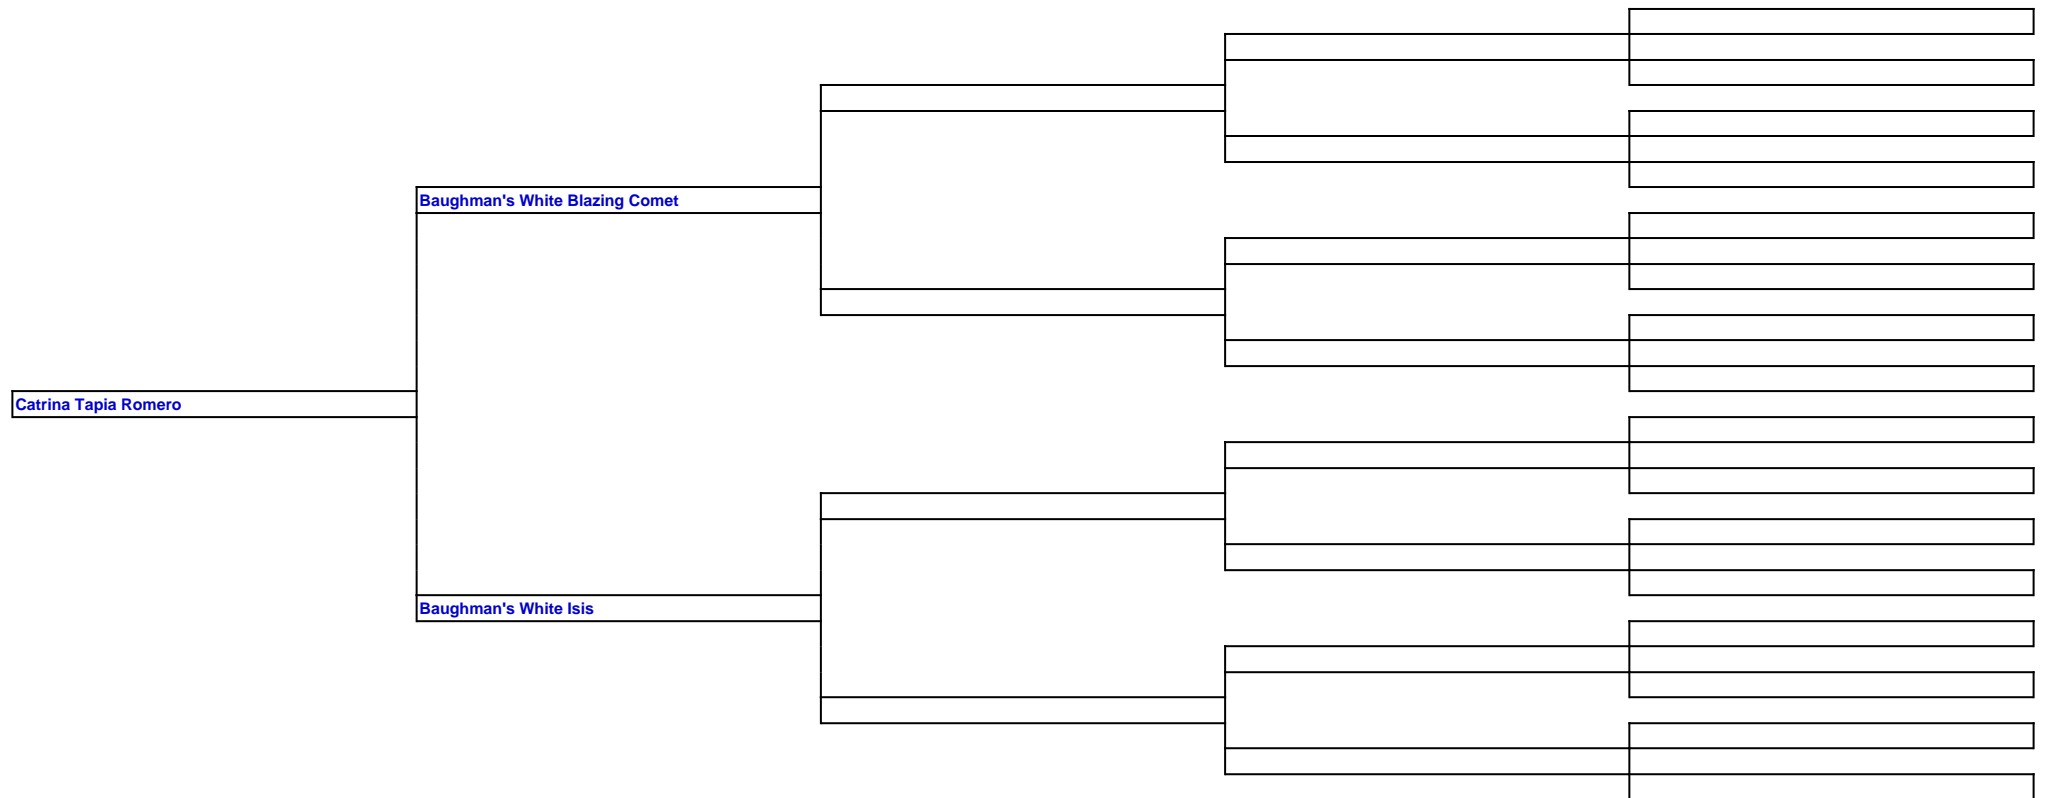 Baughman's White Blazing Comet
Catrina Tapia Romero
Baughman's White Isis